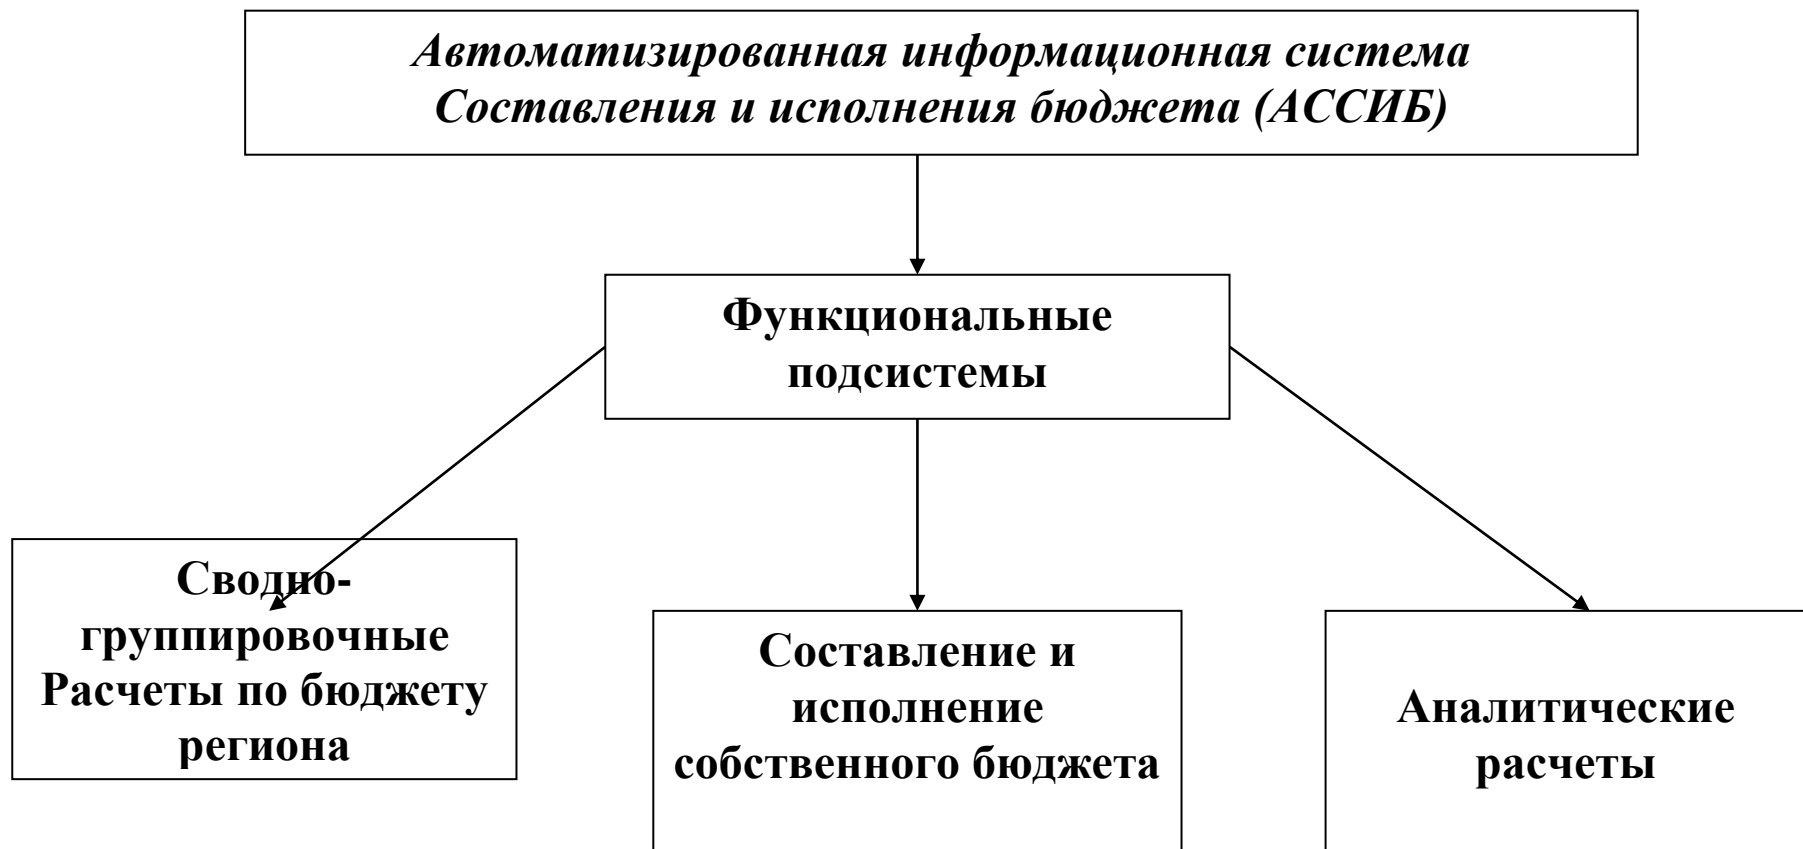 Автоматизированная информационная система
Составления и исполнения бюджета (АССИБ)
Функциональные
подсистемы
Сводно-
группировочные
Расчеты по бюджету
региона
Составление и
исполнение
собственного бюджета
Аналитические
расчеты